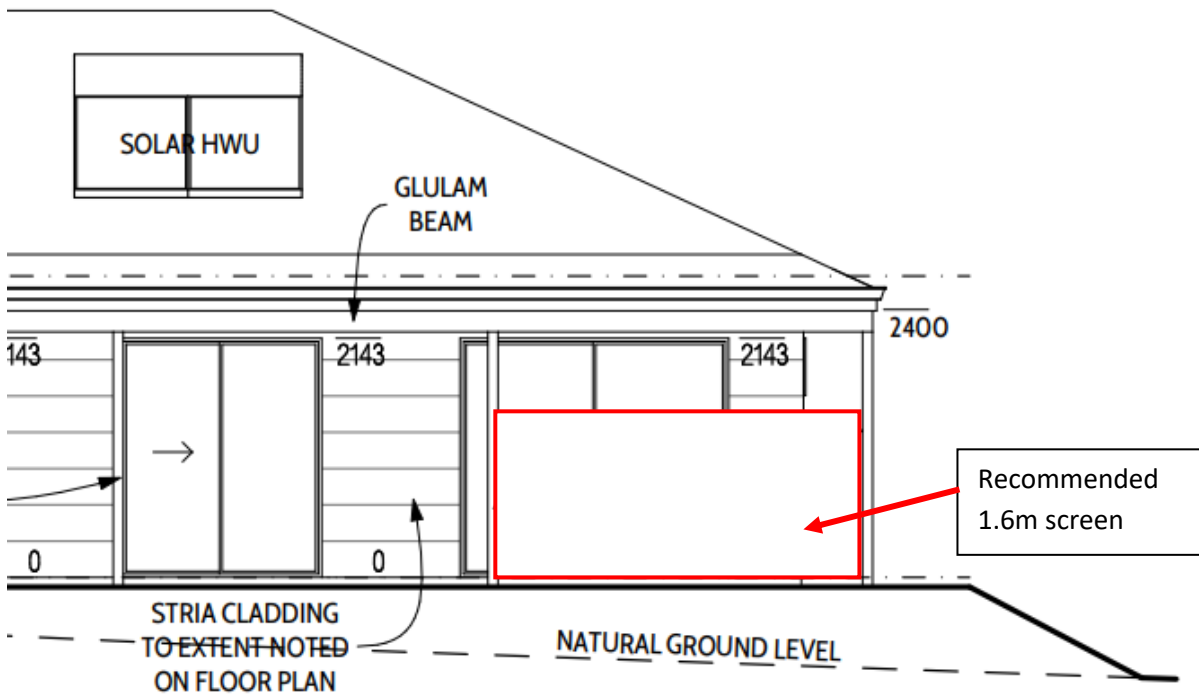 SOLAR HWU
GLULAM
BEAM
2400
143
2143
2143
Recommended
1.6m screen
0
0
STRIA CLADDING
TO EXTENT NOTED
ON FLOOR PLAN
NATURAL GROUND LEVEL